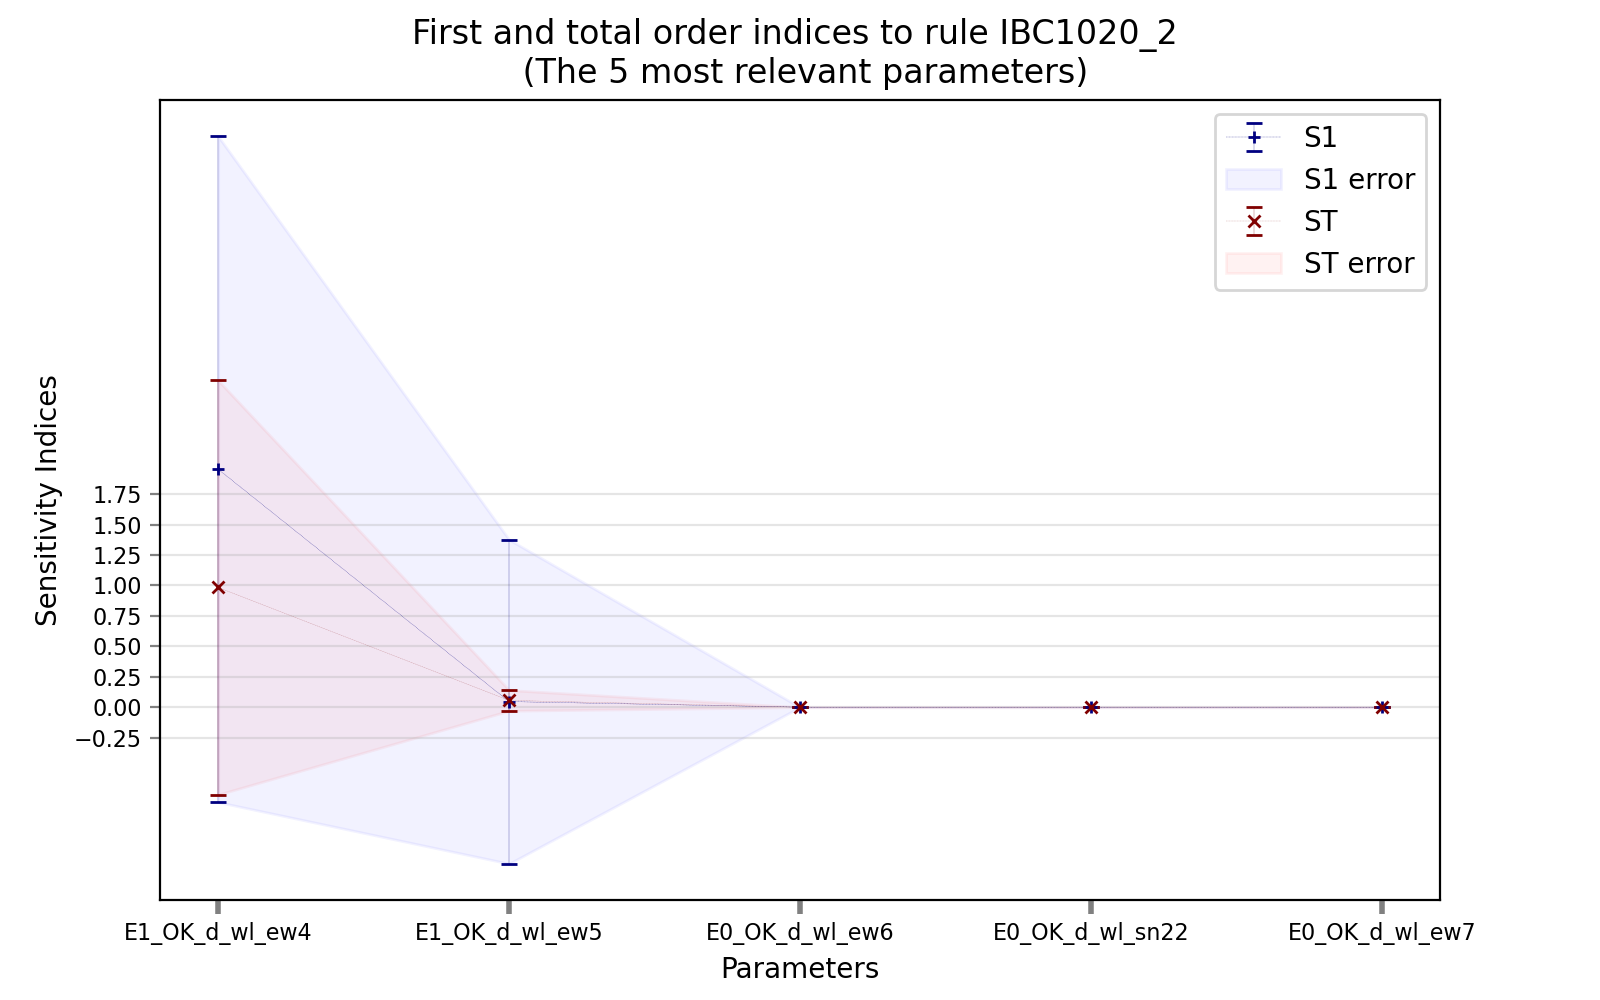 First and total order indices to rule IBC1020_2
(The 5 most relevant parameters)
S1
S1 error
ST
ST error
Sensitivity Indices
1.75
1.50
1.25
1.00
0.75
0.50
0.25
0.00
−0.25
E1_OK_d_wl_ew4
E1_OK_d_wl_ew5
E0_OK_d_wl_ew6
E0_OK_d_wl_sn22
E0_OK_d_wl_ew7
Parameters